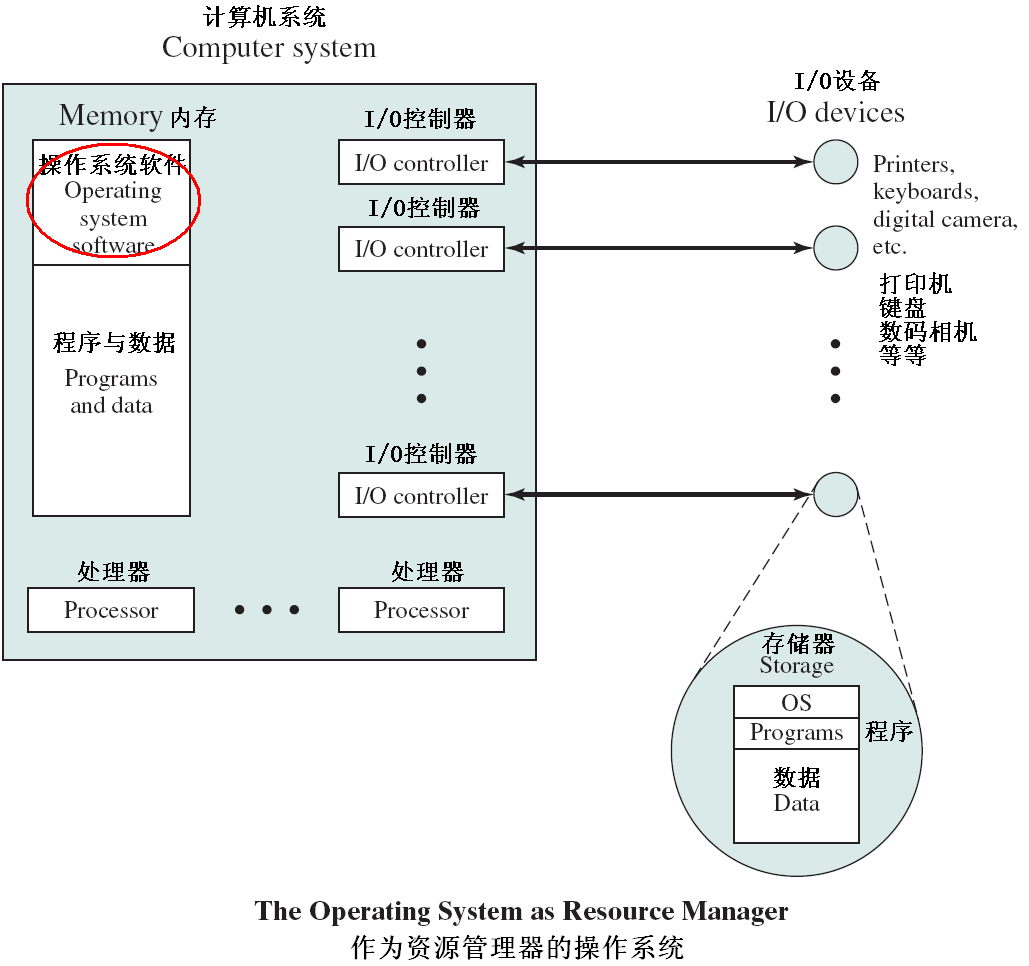 计算机系统
Computer system
Memory 内存
操作系统软件
Operating
system
software
程序与数据
Programs
and data
I/O控制器
I/O controller
I/O控制器
I/O controller
I/O控制器
I/O controller
处理器
Processor
处理器
Processor
I/O设备
I/O devices
Printers,
keyboards,
digital camera,
etc.
打印机
键盘
数码相机
等等
存储器
Storage
OS
Programs 程序
数据
Data
The Operating System as Resource Manager
作为资源管理器的操作系统